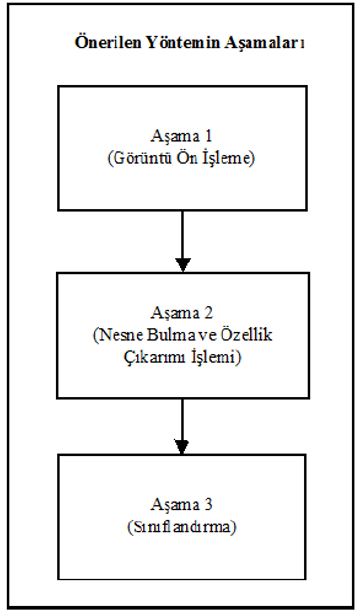 Önerilen Yöntemin Aşamaları
Aşama 1
(Görüntü Ön İşleme)
Aşama 2
(Nesne Bulma ve Özellik
Çıkarımı İşlemi)
Aşama 3
(Sınıflandırma)